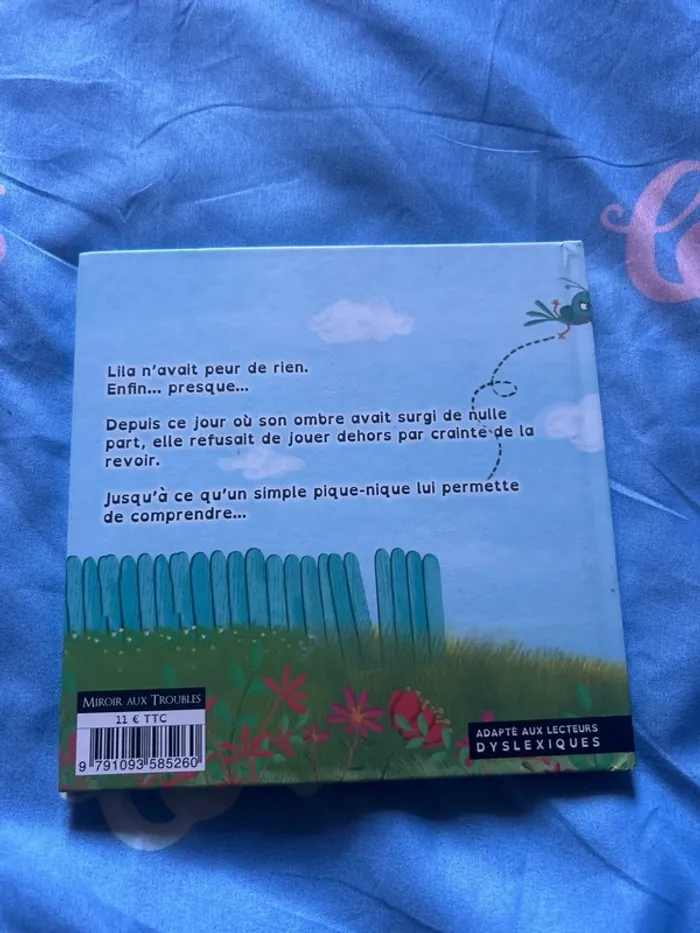 Lila n'avait peur de rien.
Enfin... presque...
Depuis ce jour où son ombre avait surgi de nulle
part, elle refusait de jouer dehors par crainte de la
revoir.
Jusqu'à ce qu'un simple pique-nique lui permette
de comprendre...
MIROIR AUX TROUBLES
11 € TTC
9 791093 585260
ADAPTÉ AUX LECTEURS
DYSLEXIQUES